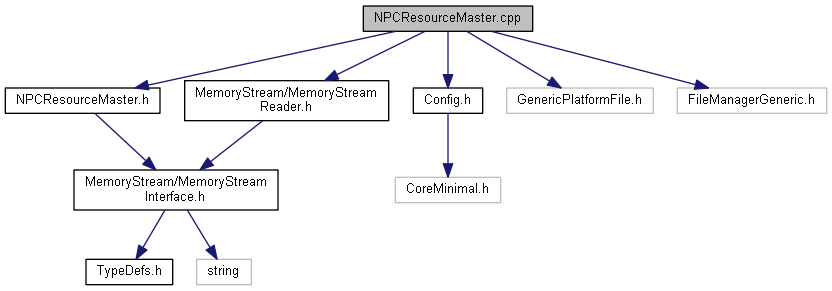 NPCResourceMaster.cpp
NPCResourceMaster.h
MemoryStream/MemoryStream
Reader.h
Config.h
GenericPlatformFile.h
FileManagerGeneric.h
MemoryStream/MemoryStream
Interface.h
CoreMinimal.h
TypeDefs.h
string